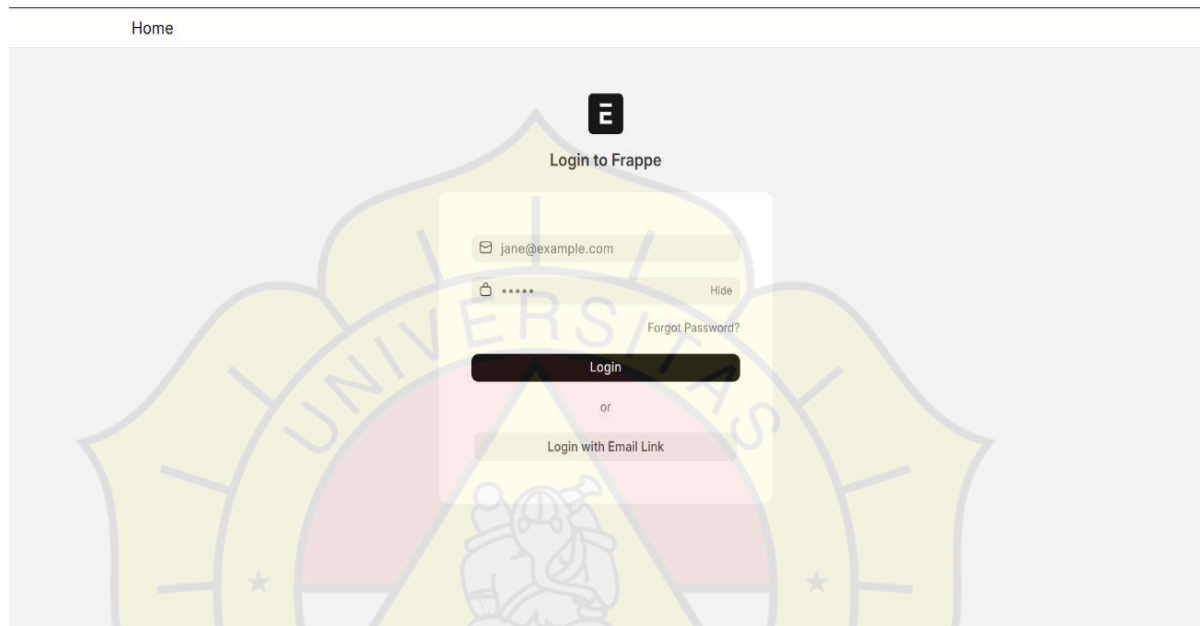 Home
E
Login to Frappe
jane@example.com
•••••
Hide
Forgot Password?
Login
or
Login with Email Link
UNIVERSITAS